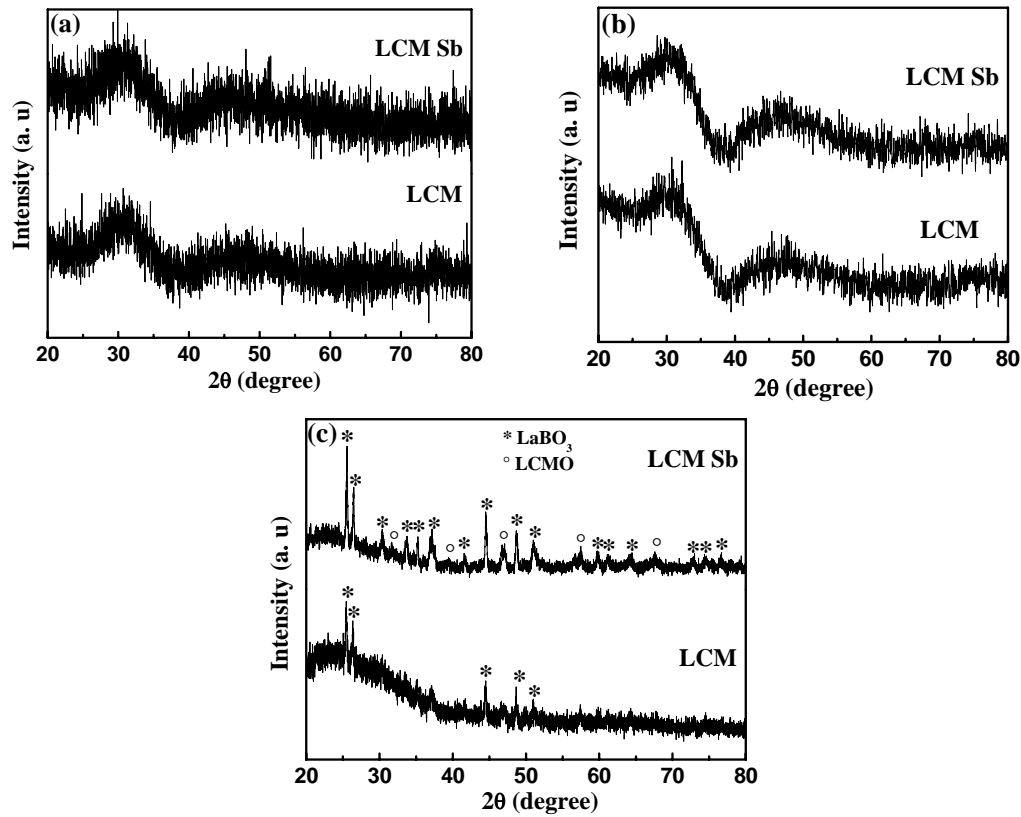 (a)
LCM Sb
LCM
Intensity (a. u)
20 30 40 50 60 70 80
2θ (degree)
(b)
LCM Sb
LCM
Intensity (a. u)
20 30 40 50 60 70 80
2θ (degree)
(c)
* LaBO₃
○ LCMO
LCM Sb
LCM
Intensity (a. u)
20 30 40 50 60 70 80
2θ (degree)